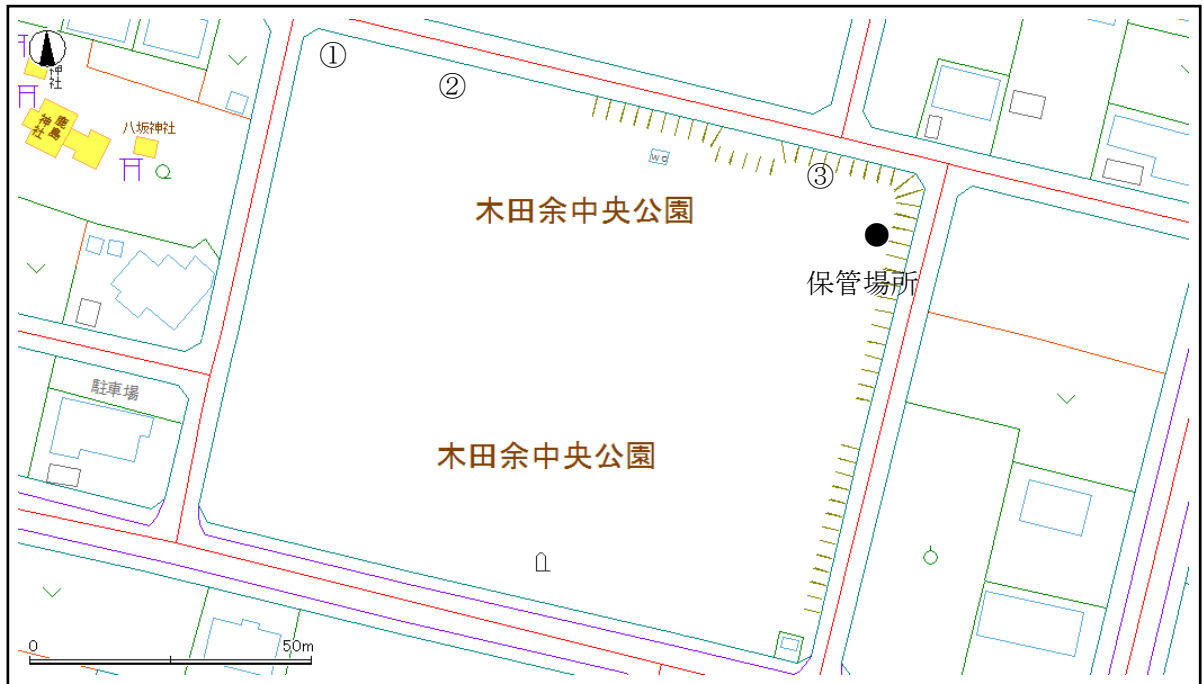 ①
②
神社
鹿島神社
八坂神社
wc
③
木田余中央公園
保管場所
駐車場
木田余中央公園
0 50m